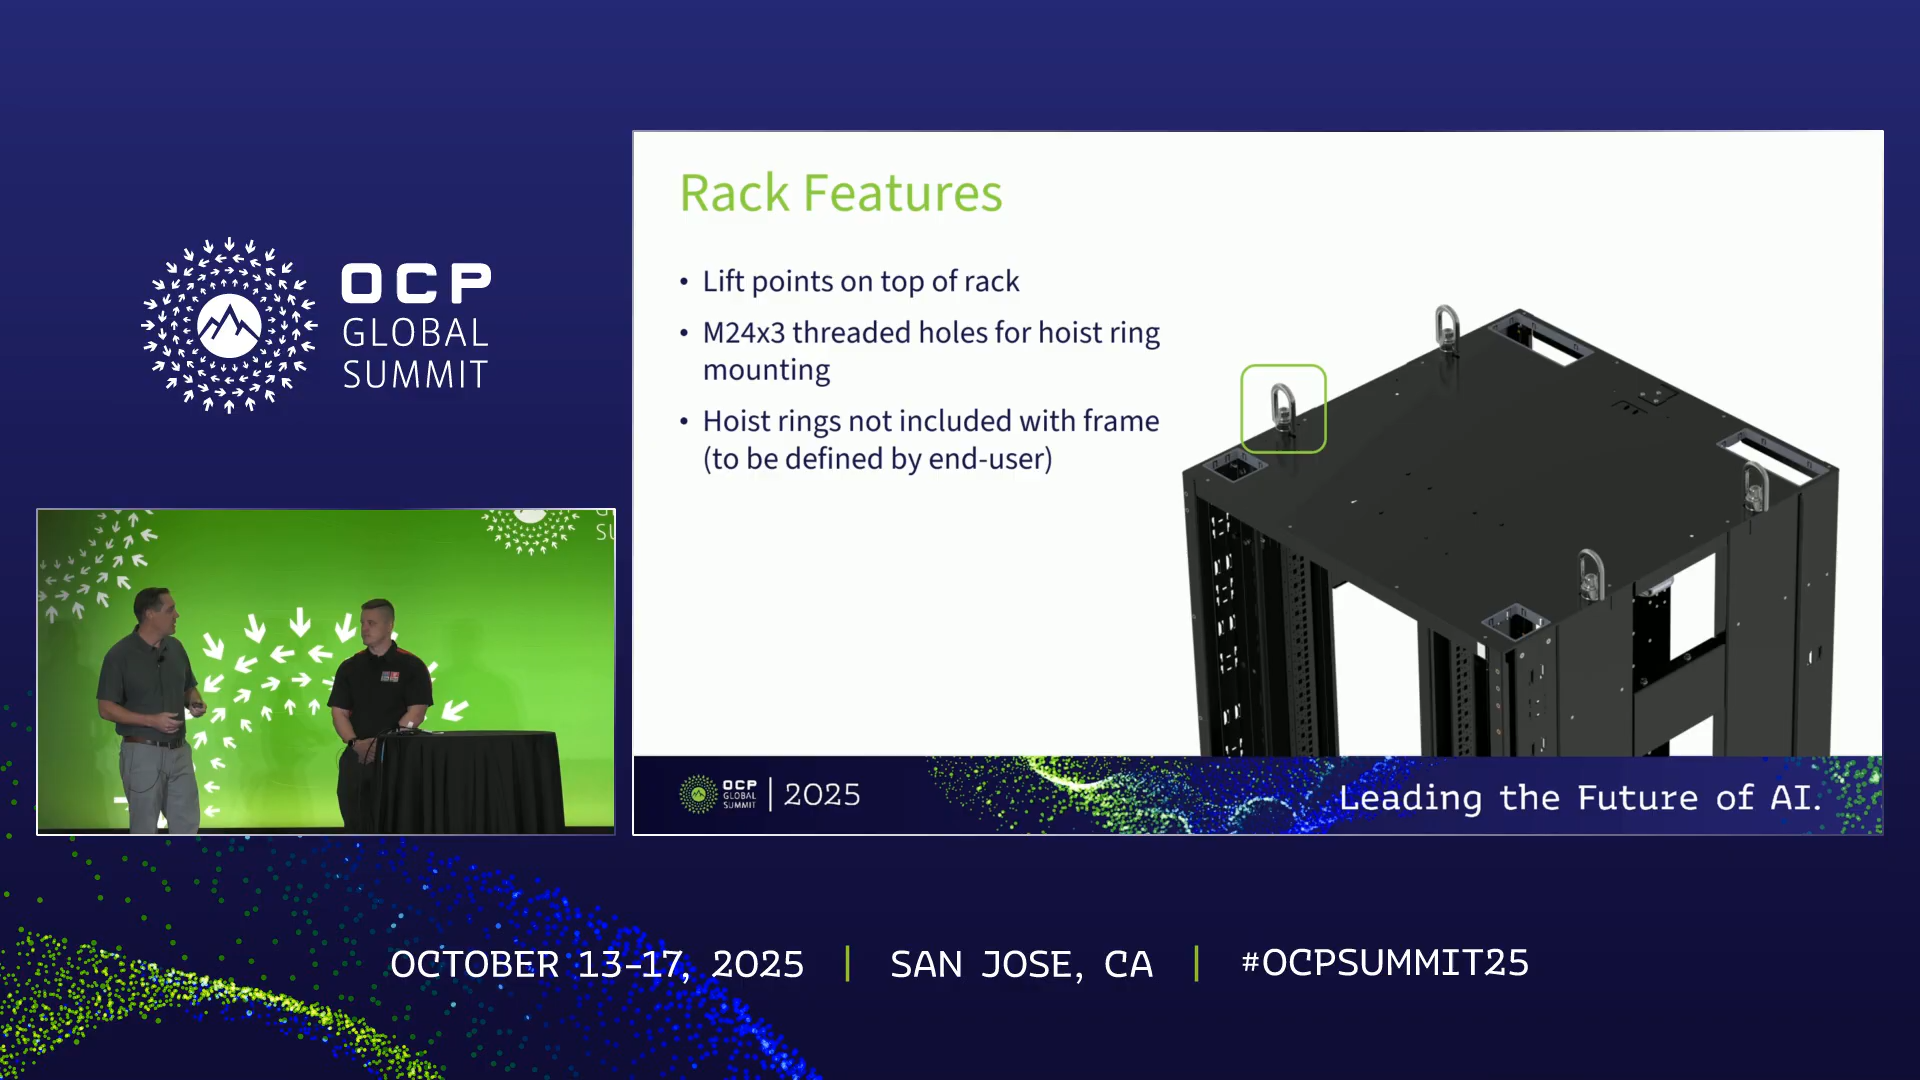 OCP
GLOBAL
SUMMIT
Rack Features
• Lift points on top of rack
• M24x3 threaded holes for hoist ring
mounting
• Hoist rings not included with frame
(to be defined by end-user)
G
SU
OCP
GLOBAL
SUMMIT
2025
Leading the Future of AI.
OCTOBER 13-17, 2025 | SAN JOSE, CA | #OCPSUMMIT25